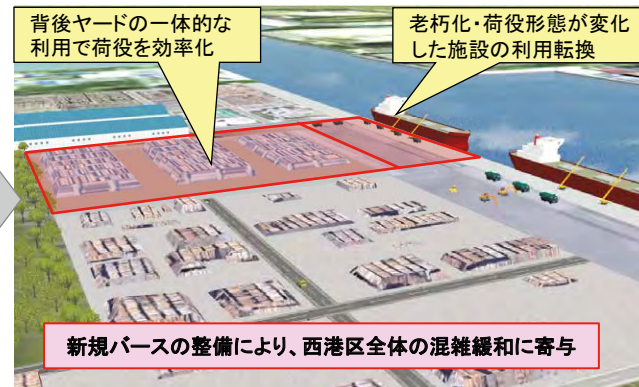 背後ヤードの一体的な
利用で荷役を効率化
老朽化・荷役形態が変化
した施設の利用転換
新規バースの整備により、西港区全体の混雑緩和に寄与